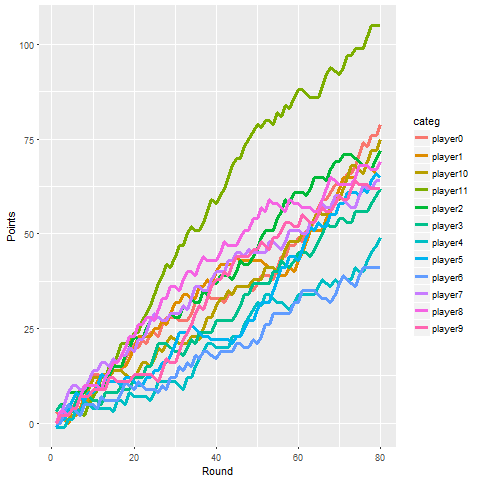 100
75
50
25
0
Points
0
20
40
60
80
Round
categ
player0
player1
player10
player11
player2
player3
player4
player5
player6
player7
player8
player9